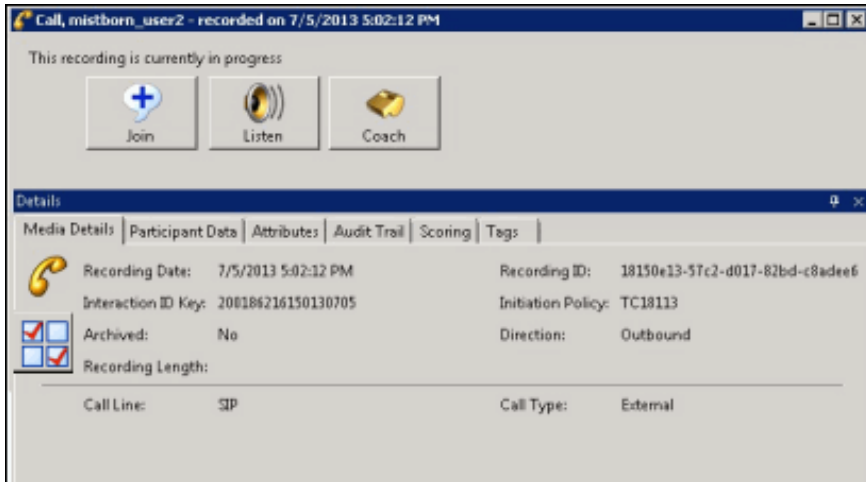 Call, mistborn_user2 - recorded on 7/5/2013 5:02:12 PM
This recording is currently in progress
Join Listen Coach
Details
Media Details Participant Data Attributes Audit Trail Scoring Tags
Recording Date: 7/5/2013 5:02:12 PM Recording ID: 18150e13-57c2-d017-82bd-c8adee6
Interaction ID Key: 200186216150130705 Initiation Policy: TC18113
Archived: No Direction: Outbound
Recording Length:
Call Line: SIP Call Type: External